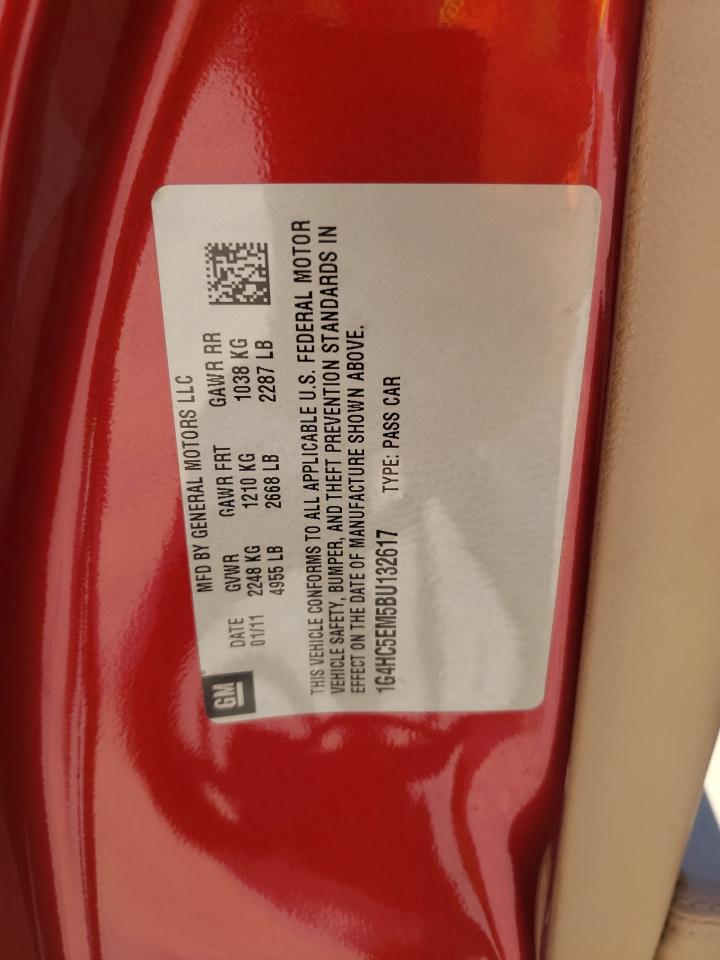 GM
MFD BY GENERAL MOTORS LLC
DATE GVWR GAWR FRT GAWR RR
01/11 2248 KG 1210 KG 1038 KG
4955 LB 2668 LB 2287 LB
THIS VEHICLE CONFORMS TO ALL APPLICABLE U.S. FEDERAL MOTOR
VEHICLE SAFETY, BUMPER, AND THEFT PREVENTION STANDARDS IN
EFFECT ON THE DATE OF MANUFACTURE SHOWN ABOVE.
1G4HC5EM5BU132617 TYPE: PASS CAR